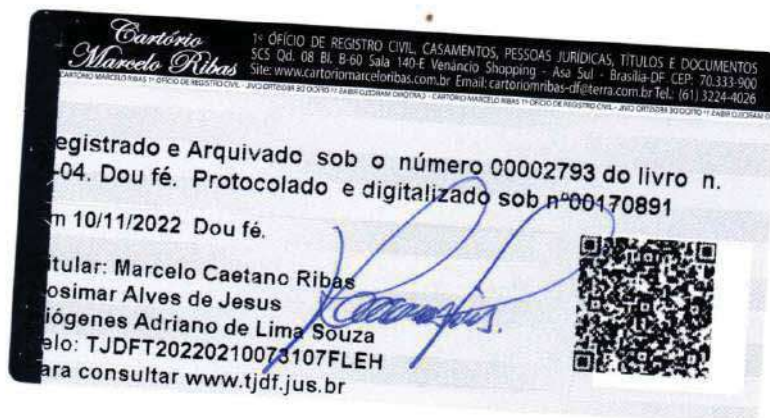 Cartório
Marcelo Ribas
1º OFÍCIO DE REGISTRO CIVIL, CASAMENTOS, PESSOAS JURÍDICAS, TÍTULOS E DOCUMENTOS
SCS Qd. 08 Bl. B-60 Sala 140-E Venâncio Shopping - Asa Sul - Brasília-DF CEP: 70.333-900
Site: www.cartoriomarceloribas.com.br Email: cartoriomribas-df@terra.com.br Tel.: (61) 3224-4026
egistrado e Arquivado sob o número 00002793 do livro n.
-04. Dou fé. Protocolado e digitalizado sob nº00170891
m 10/11/2022 Dou fé.
itular: Marcelo Caetano Ribas
osimar Alves de Jesus
iógenes Adriano de Lima Souza
elo: TJDFT20220210073107FLEH
ara consultar www.tjdf.jus.br